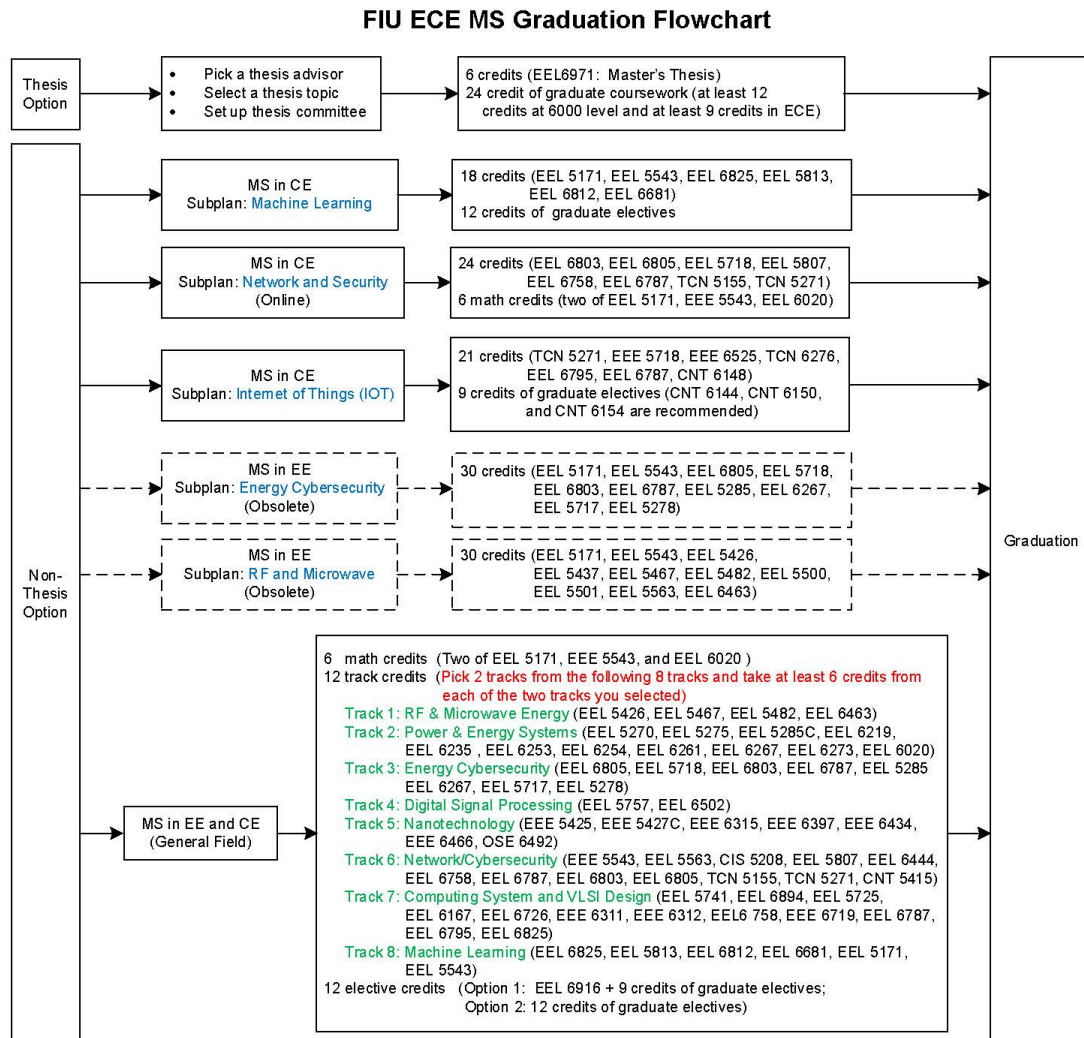 FIU ECE MS Graduation Flowchart
Thesis
Option
• Pick a thesis advisor
• Select a thesis topic
• Set up thesis committee
6 credits (EEL6971: Master's Thesis)
24 credit of graduate coursework (at least 12
credits at 6000 level and at least 9 credits in ECE)
Non-
Thesis
Option
MS in CE
Subplan: Machine Learning
18 credits (EEL 5171, EEL 5543, EEL 6825, EEL 5813,
EEL 6812, EEL 6681)
12 credits of graduate electives
MS in CE
Subplan: Network and Security
(Online)
24 credits (EEL 6803, EEL 6805, EEL 5718, EEL 5807,
EEL 6758, EEL 6787, TCN 5155, TCN 5271)
6 math credits (two of EEL 5171, EEE 5543, EEL 6020)
MS in CE
Subplan: Internet of Things (IOT)
21 credits (TCN 5271, EEE 5718, EEE 6525, TCN 6276,
EEL 6795, EEL 6787, CNT 6148)
9 credits of graduate electives (CNT 6144, CNT 6150,
and CNT 6154 are recommended)
MS in EE
Subplan: Energy Cybersecurity
(Obsolete)
30 credits (EEL 5171, EEL 5543, EEL 6805, EEL 5718,
EEL 6803, EEL 6787, EEL 5285, EEL 6267,
EEL 5717, EEL 5278)
MS in EE
Subplan: RF and Microwave
(Obsolete)
30 credits (EEL 5171, EEL 5543, EEL 5426,
EEL 5437, EEL 5467, EEL 5482, EEL 5500,
EEL 5501, EEL 5563, EEL 6463)
MS in EE and CE
(General Field)
6 math credits (Two of EEL 5171, EEE 5543, and EEL 6020 )
12 track credits (Pick 2 tracks from the following 8 tracks and take at least 6 credits from
each of the two tracks you selected)
Track 1: RF & Microwave Energy (EEL 5426, EEL 5467, EEL 5482, EEL 6463)
Track 2: Power & Energy Systems (EEL 5270, EEL 5275, EEL 5285C, EEL 6219,
EEL 6235 , EEL 6253, EEL 6254, EEL 6261, EEL 6267, EEL 6273, EEL 6020)
Track 3: Energy Cybersecurity (EEL 6805, EEL 5718, EEL 6803, EEL 6787, EEL 5285
EEL 6267, EEL 5717, EEL 5278)
Track 4: Digital Signal Processing (EEL 5757, EEL 6502)
Track 5: Nanotechnology (EEE 5425, EEE 5427C, EEE 6315, EEE 6397, EEE 6434,
EEE 6466, OSE 6492)
Track 6: Network/Cybersecurity (EEE 5543, EEL 5563, CIS 5208, EEL 5807, EEL 6444,
EEL 6758, EEL 6787, EEL 6803, EEL 6805, TCN 5155, TCN 5271, CNT 5415)
Track 7: Computing System and VLSI Design (EEL 5741, EEL 6894, EEL 5725,
EEL 6167, EEL 6726, EEE 6311, EEE 6312, EEL6 758, EEE 6719, EEL 6787,
EEL 6795, EEL 6825)
Track 8: Machine Learning (EEL 6825, EEL 5813, EEL 6812, EEL 6681, EEL 5171,
EEL 5543)
12 elective credits (Option 1: EEL 6916 + 9 credits of graduate electives;
Option 2: 12 credits of graduate electives)
Graduation